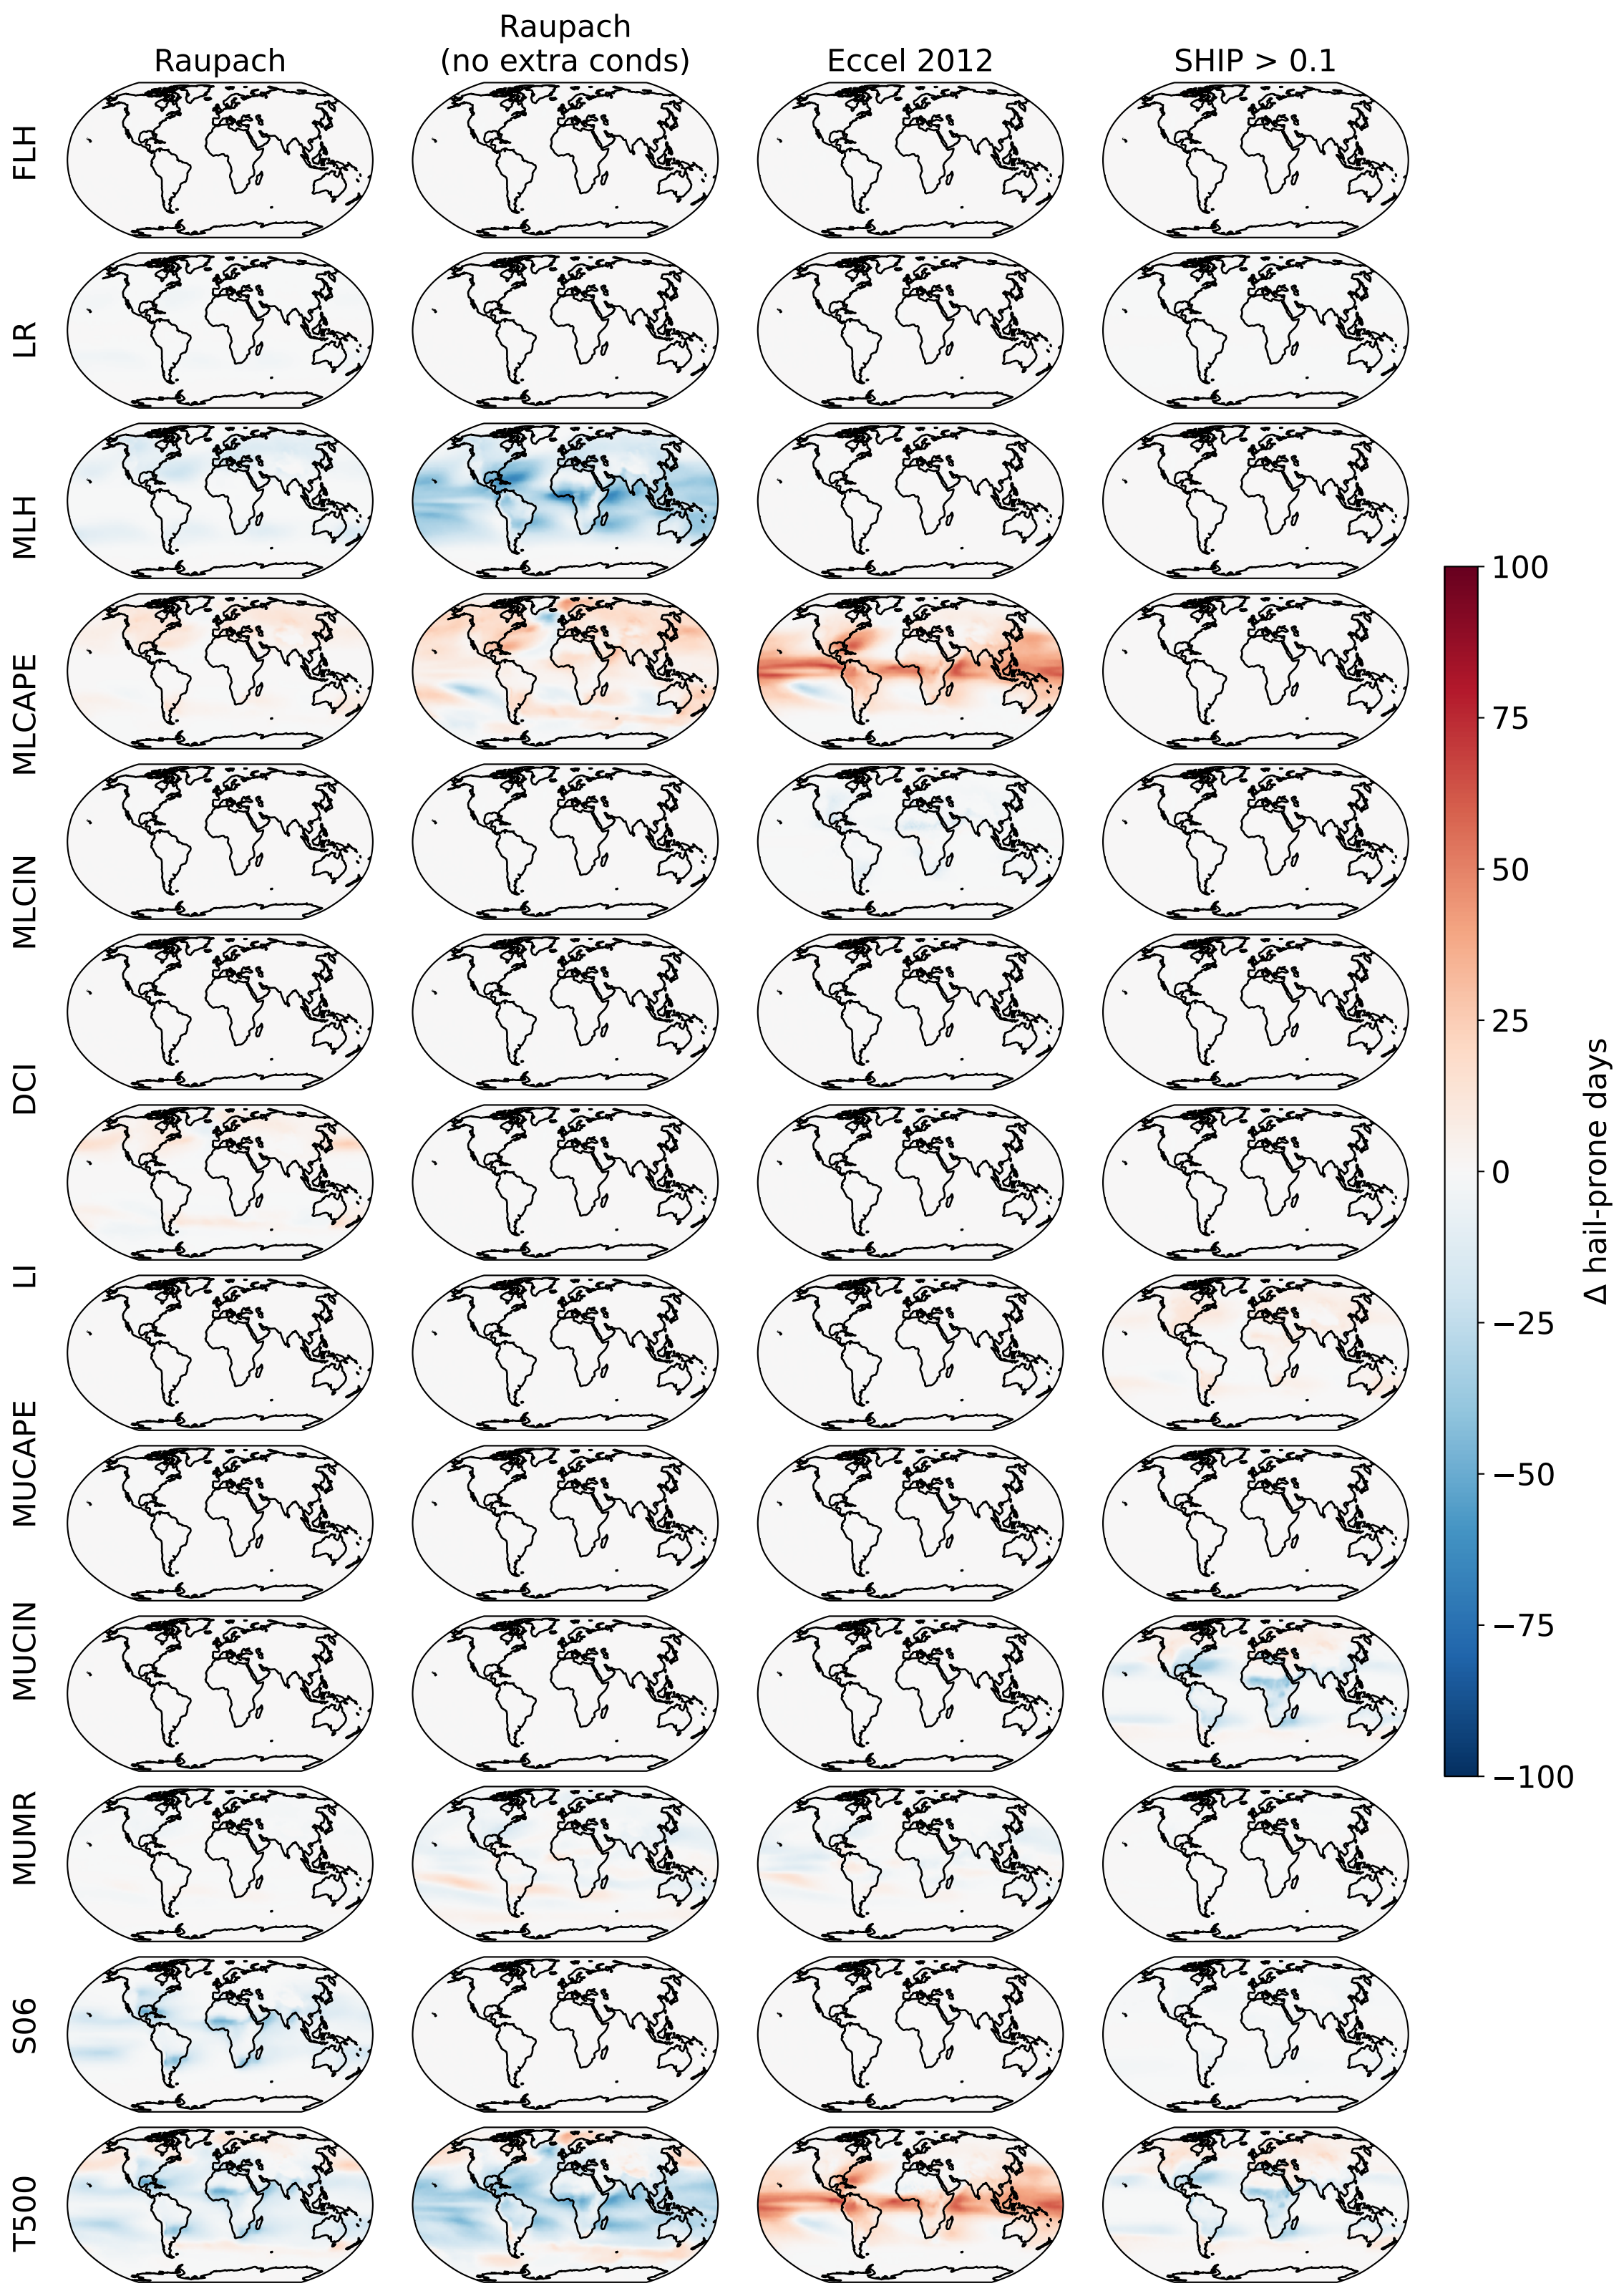 Raupach
Raupach
(no extra conds)
Eccel 2012
SHIP > 0.1
FLH
LR
MLH
MLCAPE
MLCIN
DCI
LI
MUCAPE
MUCIN
MUMR
S06
T500
100
75
50
25
0
−25
−50
−75
−100
Δ hail-prone days